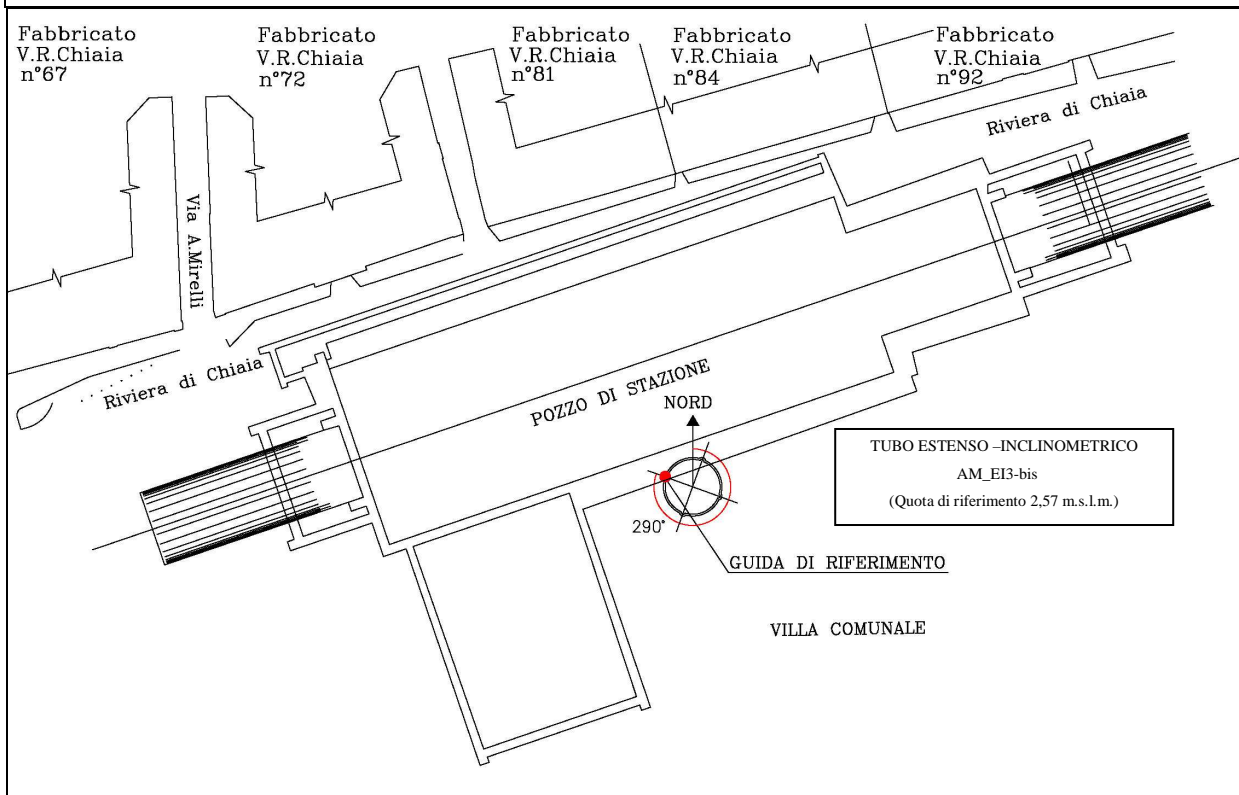 Fabbricato
V.R.Chiaia
n°67
Fabbricato
V.R.Chiaia
n°72
Fabbricato
V.R.Chiaia
n°81
Fabbricato
V.R.Chiaia
n°84
Fabbricato
V.R.Chiaia
n°92
Riviera di Chiaia
Via A.Mirelli
Riviera di Chiaia
POZZO DI STAZIONE
NORD
290°
GUIDA DI RIFERIMENTO
TUBO ESTENSO –INCLINOMETRICO
AM_EI3-bis
(Quota di riferimento 2,57 m.s.l.m.)
VILLA COMUNALE